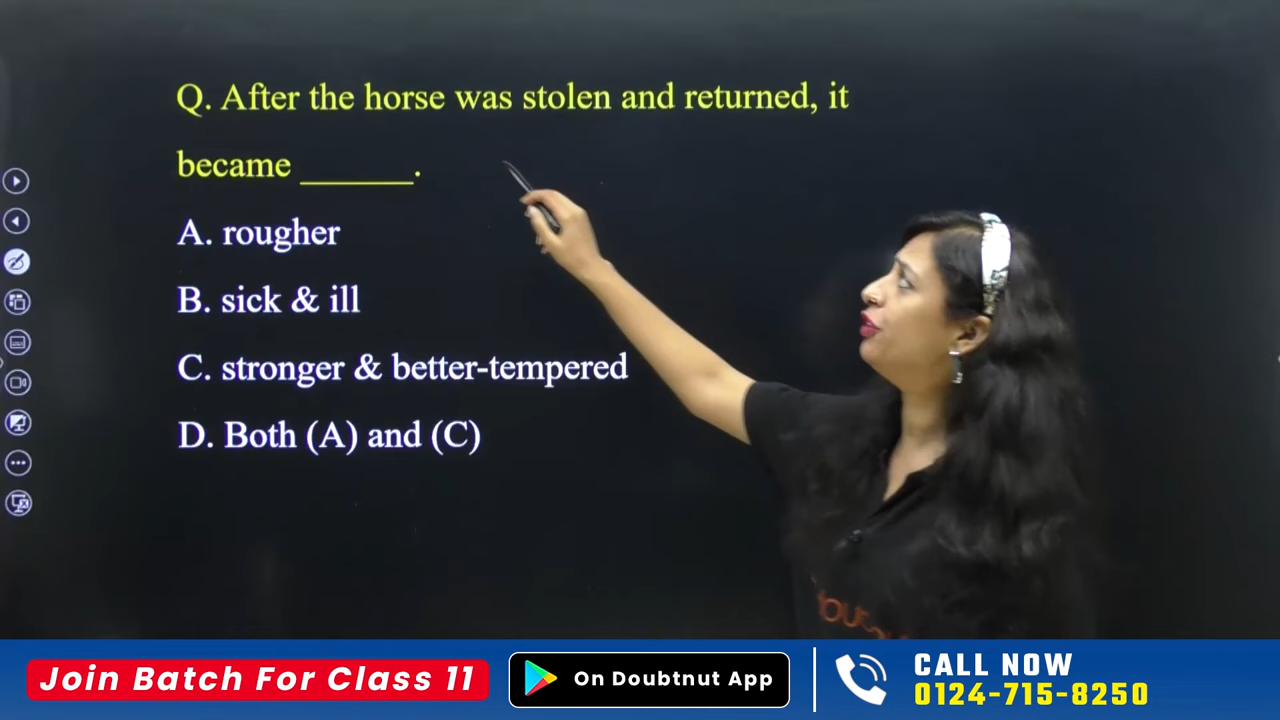 Q. After the horse was stolen and returned, it
became ______.
A. rougher
B. sick & ill
C. stronger & better-tempered
D. Both (A) and (C)
Join Batch For Class 11
On Doubtnut App
CALL NOW
0124-715-8250